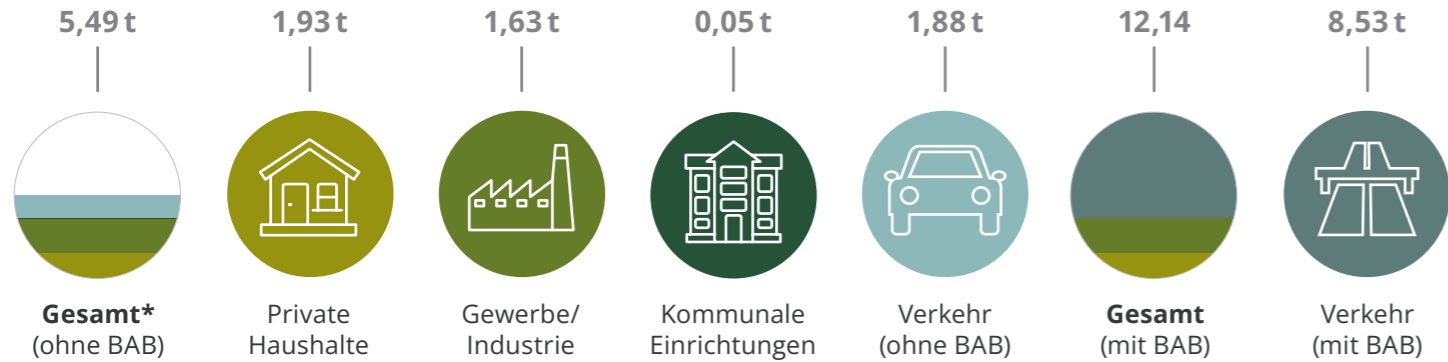 5,49 t
1,93 t
1,63 t
0,05 t
1,88 t
12,14
8,53 t
Gesamt*
(ohne BAB)
Private
Haushalte
Gewerbe/
Industrie
Kommunale
Einrichtungen
Verkehr
(ohne BAB)
Gesamt
(mit BAB)
Verkehr
(mit BAB)